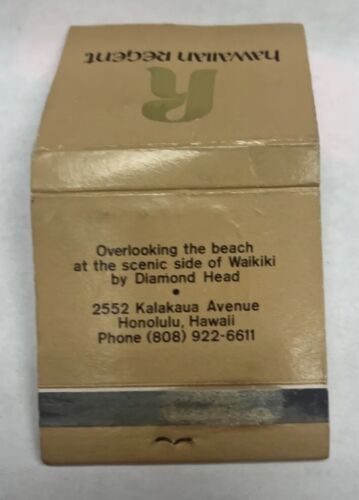 hawaiian regent
R
Overlooking the beach
at the scenic side of Waikiki
by Diamond Head
•
2552 Kalakaua Avenue
Honolulu, Hawaii
Phone (808) 922-6611